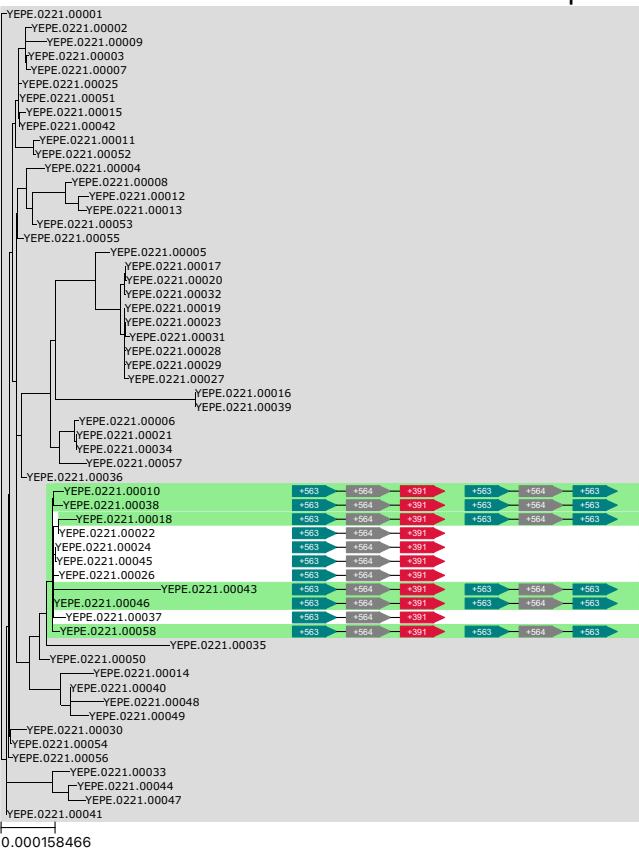 YEPE.0221.00001
YEPE.0221.00002
YEPE.0221.00009
YEPE.0221.00003
YEPE.0221.00007
YEPE.0221.00025
YEPE.0221.00051
YEPE.0221.00015
YEPE.0221.00042
YEPE.0221.00011
YEPE.0221.00052
YEPE.0221.00004
YEPE.0221.00008
YEPE.0221.00012
YEPE.0221.00013
YEPE.0221.00053
YEPE.0221.00055
YEPE.0221.00005
YEPE.0221.00017
YEPE.0221.00020
YEPE.0221.00032
YEPE.0221.00019
YEPE.0221.00023
YEPE.0221.00031
YEPE.0221.00028
YEPE.0221.00029
YEPE.0221.00027
YEPE.0221.00016
YEPE.0221.00039
YEPE.0221.00006
YEPE.0221.00021
YEPE.0221.00034
YEPE.0221.00057
YEPE.0221.00036
YEPE.0221.00010 +563 +564 +391 +563 +564 +563
YEPE.0221.00038 +563 +564 +391 +563 +564 +563
YEPE.0221.00018 +563 +564 +391 +563 +564 +563
YEPE.0221.00022 +563 +564 +391
YEPE.0221.00024 +563 +564 +391
YEPE.0221.00045 +563 +564 +391
YEPE.0221.00026 +563 +564 +391
YEPE.0221.00043 +563 +564 +391 +563 +564 +563
YEPE.0221.00046 +563 +564 +391 +563 +564 +563
YEPE.0221.00037 +563 +564 +391
YEPE.0221.00058 +563 +564 +391 +563 +564 +563
YEPE.0221.00035
YEPE.0221.00050
YEPE.0221.00014
YEPE.0221.00040
YEPE.0221.00048
YEPE.0221.00049
YEPE.0221.00030
YEPE.0221.00054
YEPE.0221.00056
YEPE.0221.00033
YEPE.0221.00044
YEPE.0221.00047
YEPE.0221.00041
0.000158466